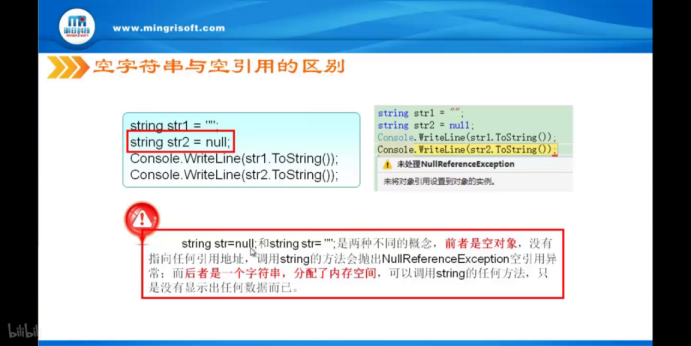 明日科技
www.mingrisoft.com
空字符串与空引用的区别
string str1 = "";
string str2 = null;
Console.WriteLine(str1.ToString());
Console.WriteLine(str2.ToString());
string str1 = "";
string str2 = null;
Console.WriteLine(str1.ToString());
Console.WriteLine(str2.ToString());
未处理NullReferenceException
未将对象引用设置到对象的实例。
string str=null;和string str= "";是两种不同的概念，前者是空对象，没有
指向任何引用地址，调用string的方法会抛出NullReferenceException空引用异
常；而后者是一个字符串，分配了内存空间，可以调用string的任何方法，只
是没有显示出任何数据而已。
bilibili